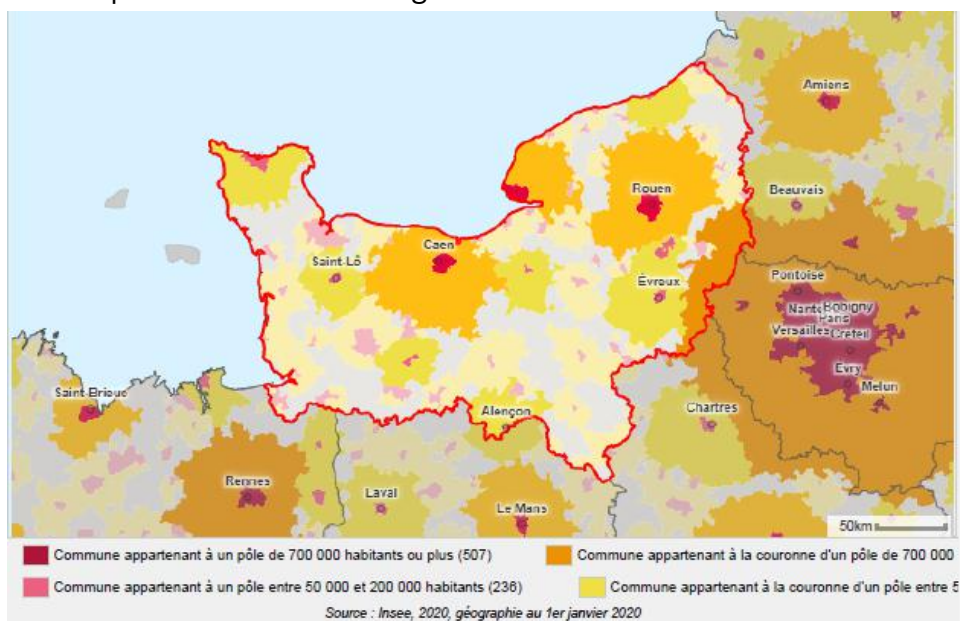 Amiens
Rouen
Beauvais
Caen
Saint-Lô
Évreux
Pontoise
Bobigny
Paris
Versailles
Créteil
Évry
Melun
Saint-Brieuc
Alençon
Chartres
Rennes
Laval
Le Mans
50km
Commune appartenant à un pôle de 700 000 habitants ou plus (507)
Commune appartenant à la couronne d'un pôle de 700 000
Commune appartenant à un pôle entre 50 000 et 200 000 habitants (236)
Commune appartenant à la couronne d'un pôle entre 5
Source : Insee, 2020, géographie au 1er janvier 2020